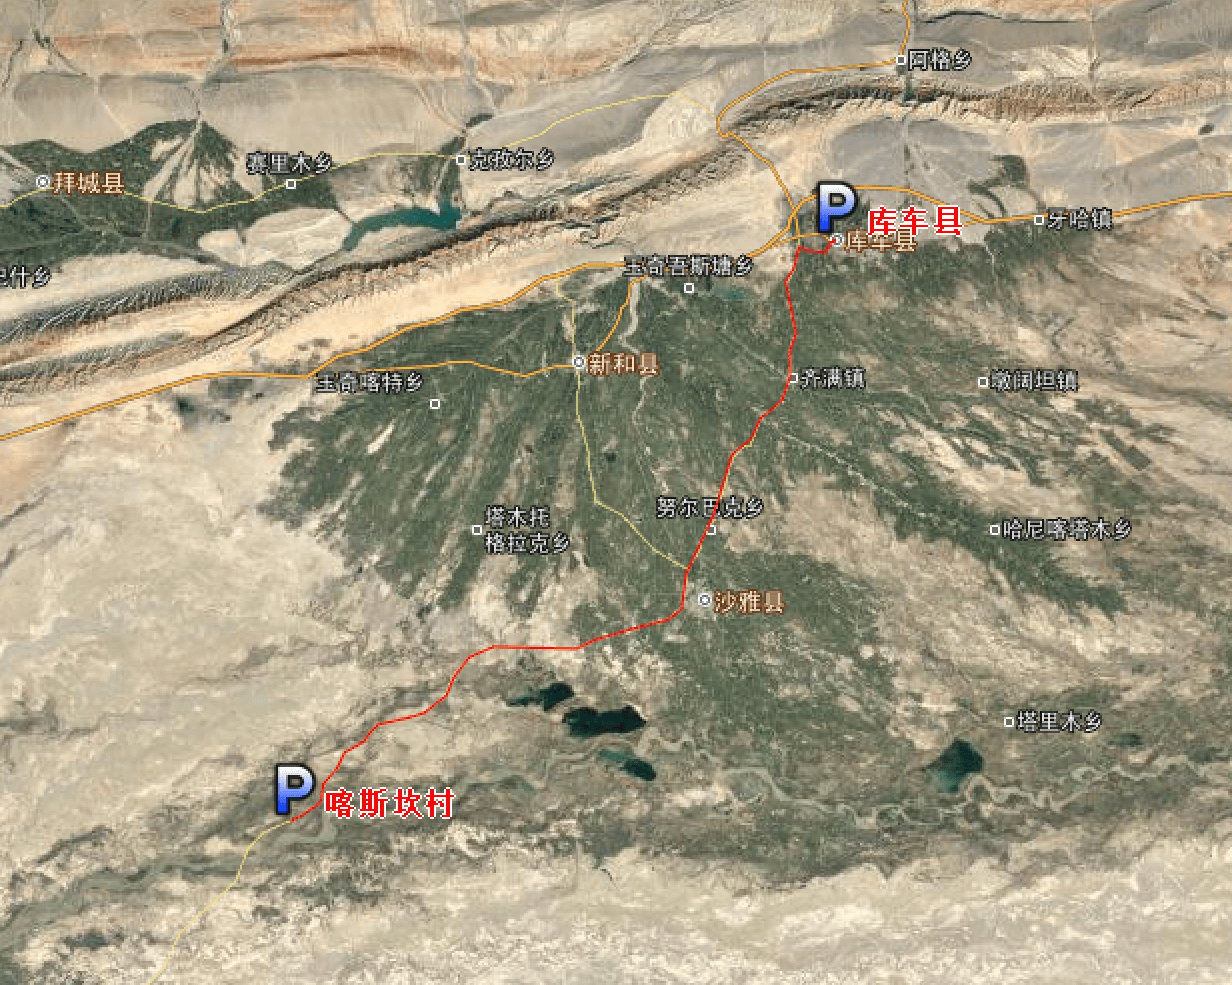 阿格乡
赛里木乡
克孜尔乡
拜城县
P
库车县
牙哈镇
库车县
玉奇吾斯塘乡
新和县
玉奇喀特乡
齐满镇
墩阔坦镇
塔木托
格拉克乡
努尔巴克乡
哈尼喀塔木乡
沙雅县
塔里木乡
P
喀斯坎村